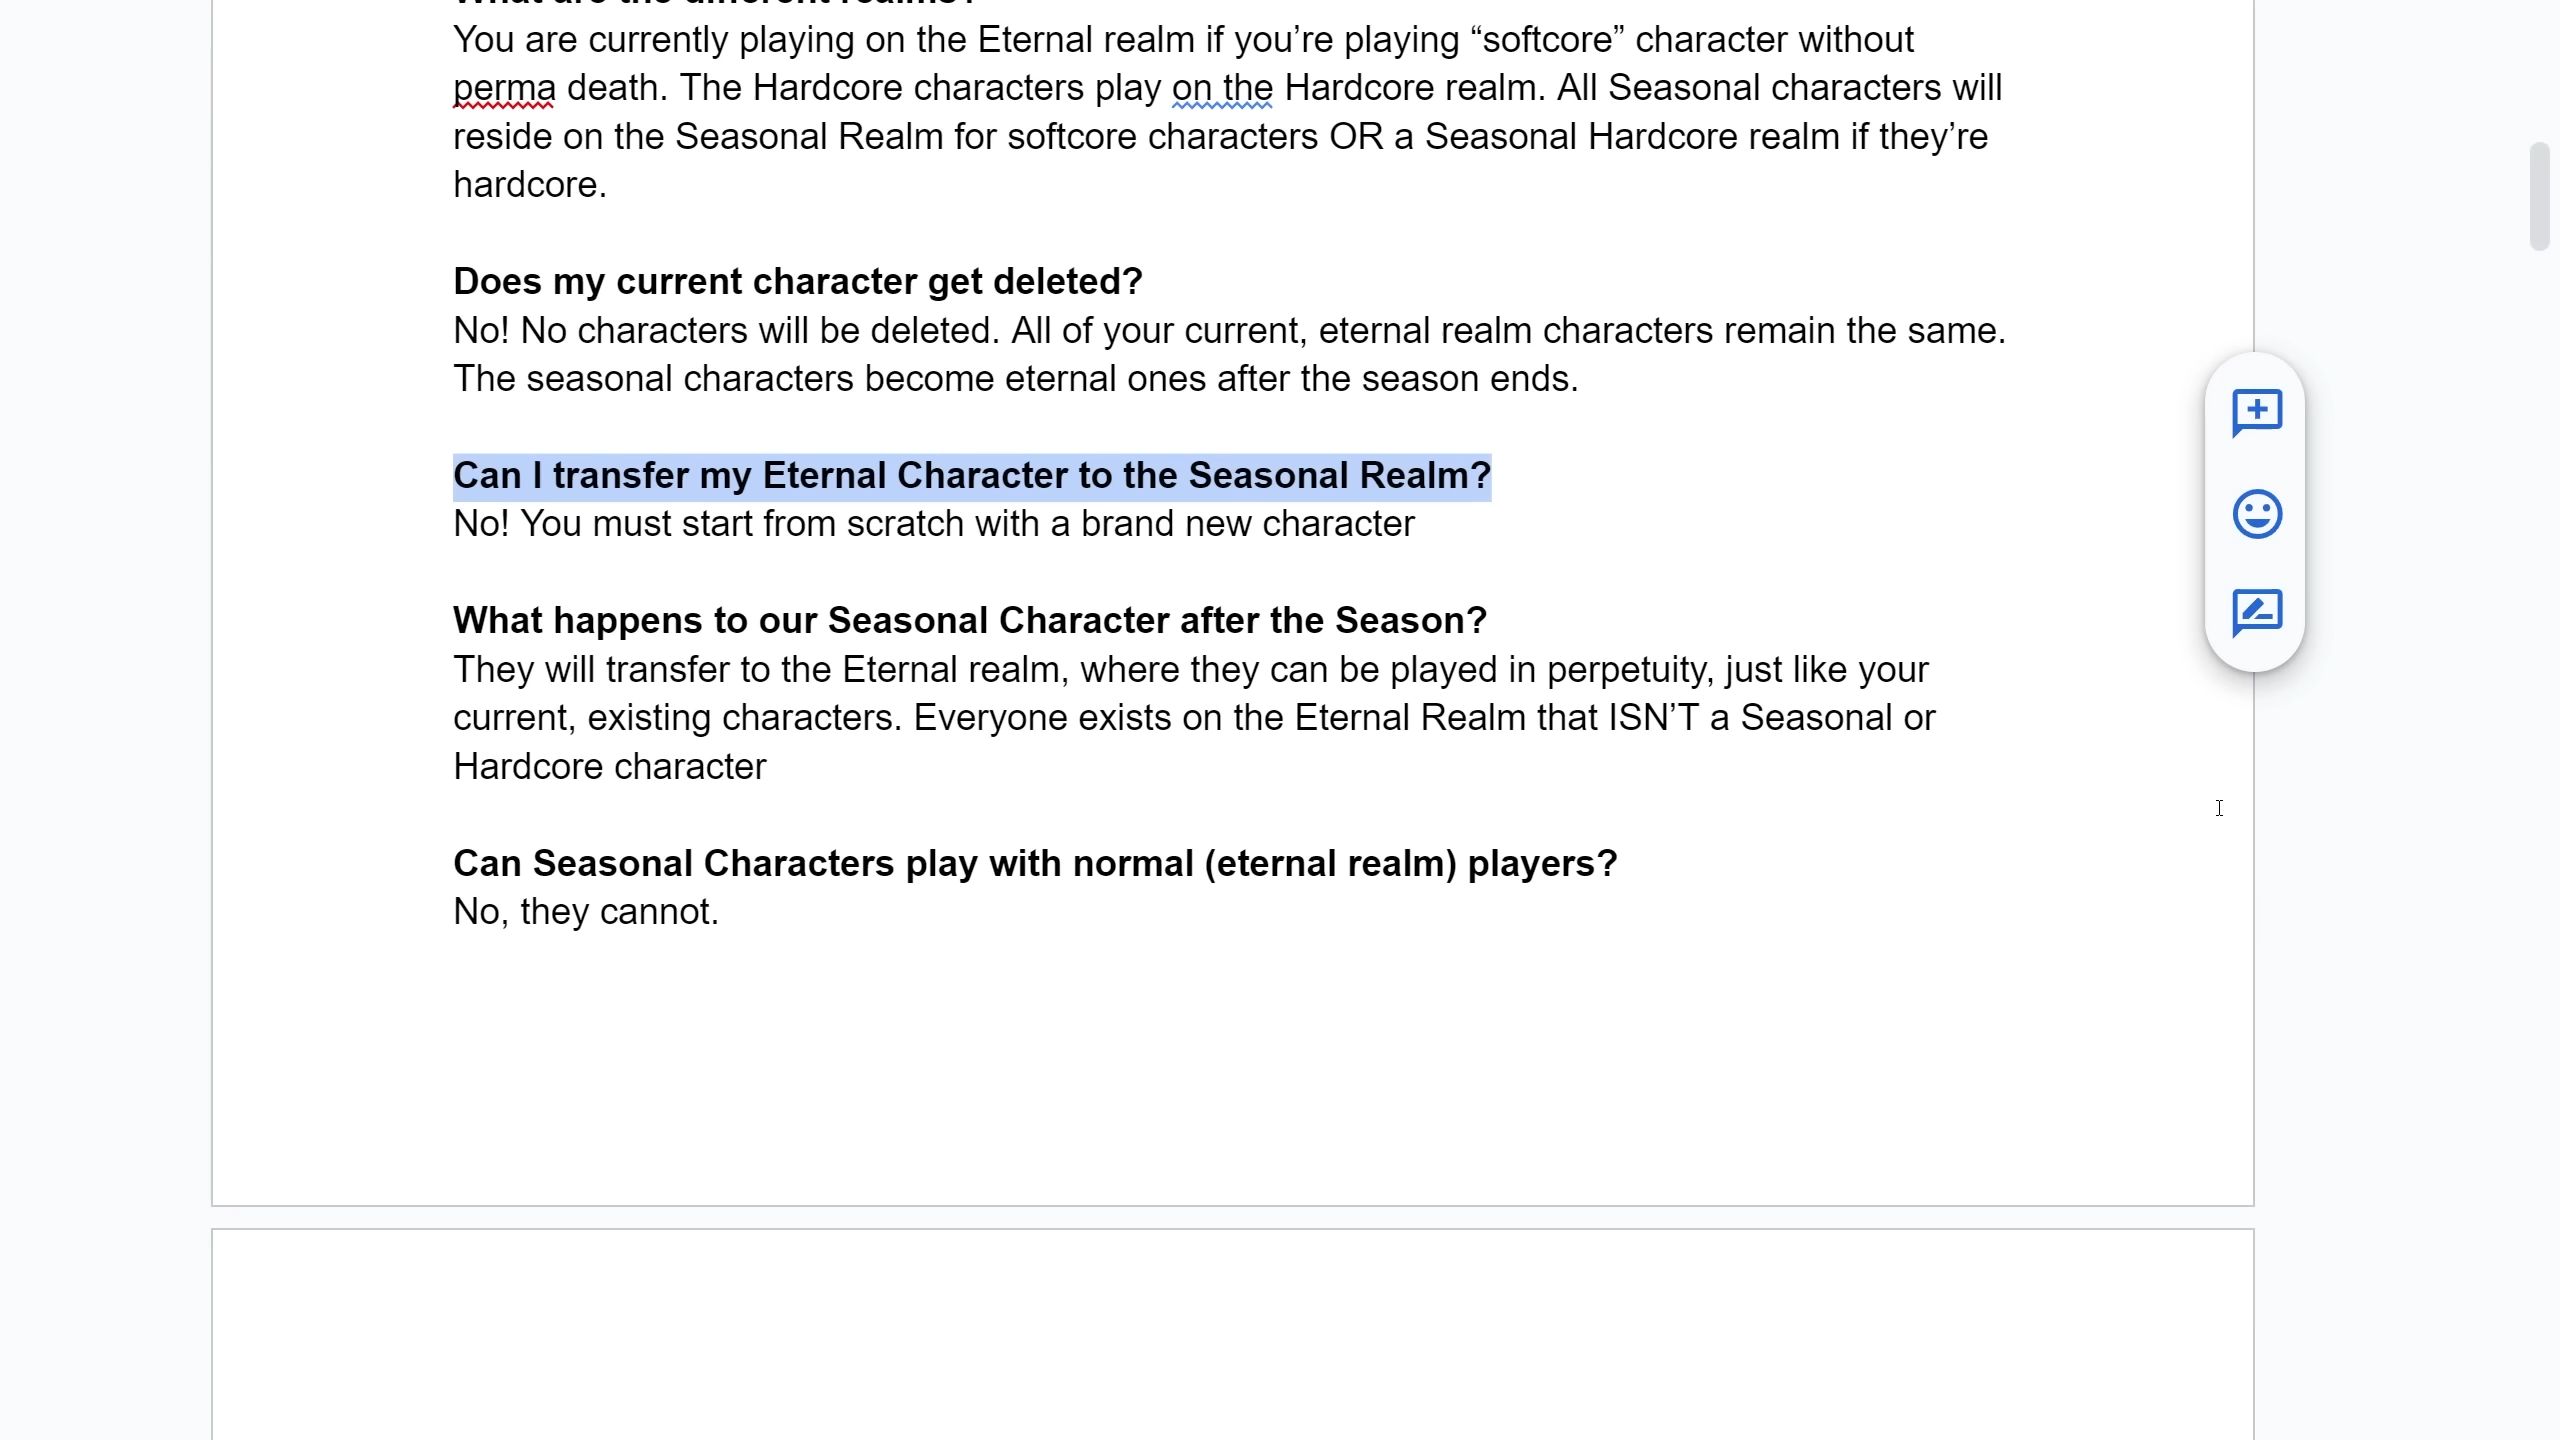 What are the different realms?
You are currently playing on the Eternal realm if you’re playing “softcore” character without
perma death. The Hardcore characters play on the Hardcore realm. All Seasonal characters will
reside on the Seasonal Realm for softcore characters OR a Seasonal Hardcore realm if they’re
hardcore.
Does my current character get deleted?
No! No characters will be deleted. All of your current, eternal realm characters remain the same.
The seasonal characters become eternal ones after the season ends.
Can I transfer my Eternal Character to the Seasonal Realm?
No! You must start from scratch with a brand new character
What happens to our Seasonal Character after the Season?
They will transfer to the Eternal realm, where they can be played in perpetuity, just like your
current, existing characters. Everyone exists on the Eternal Realm that ISN’T a Seasonal or
Hardcore character
Can Seasonal Characters play with normal (eternal realm) players?
No, they cannot.